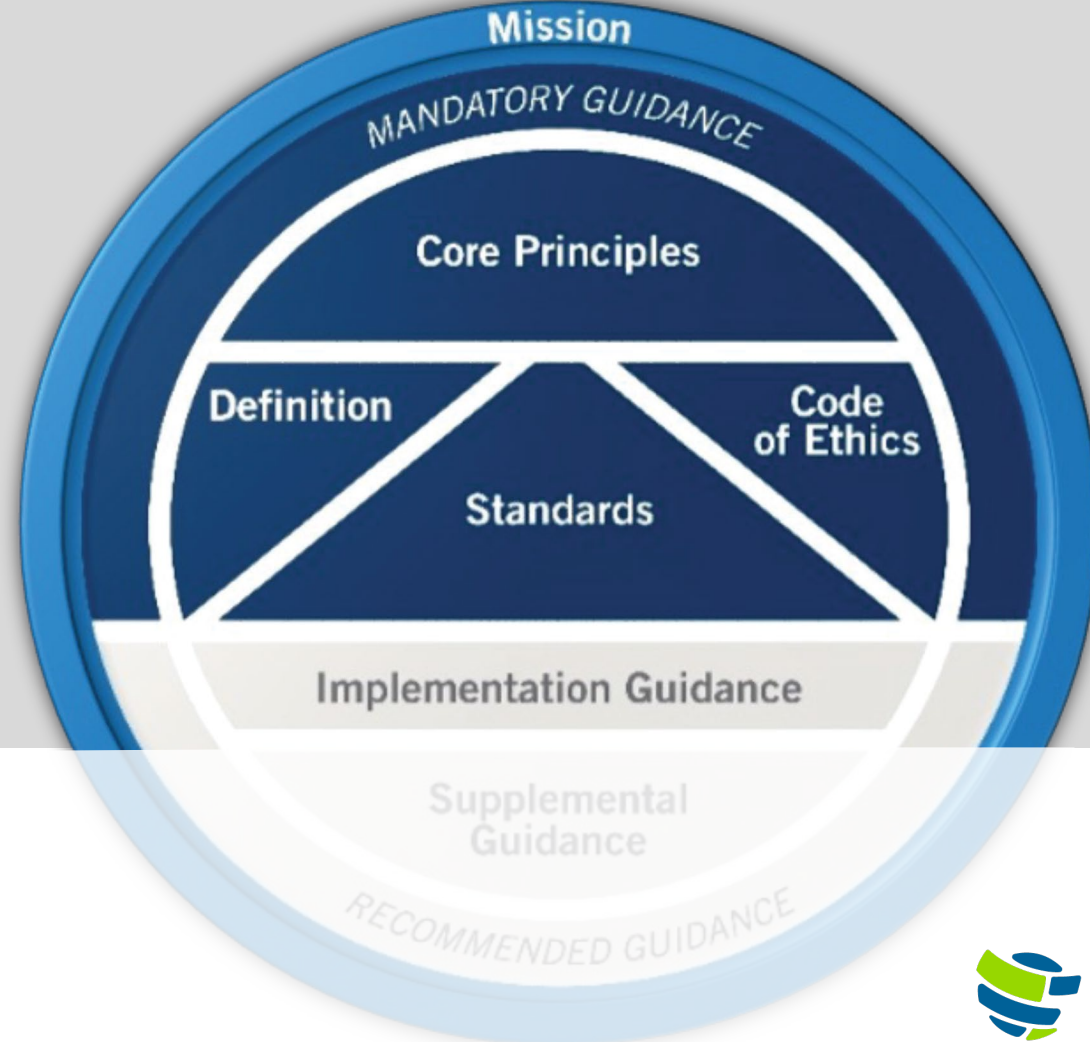 Mission
MANDATORY GUIDANCE
Core Principles
Definition
Code
of Ethics
Standards
Implementation Guidance
Supplemental
Guidance
RECOMMENDED GUIDANCE